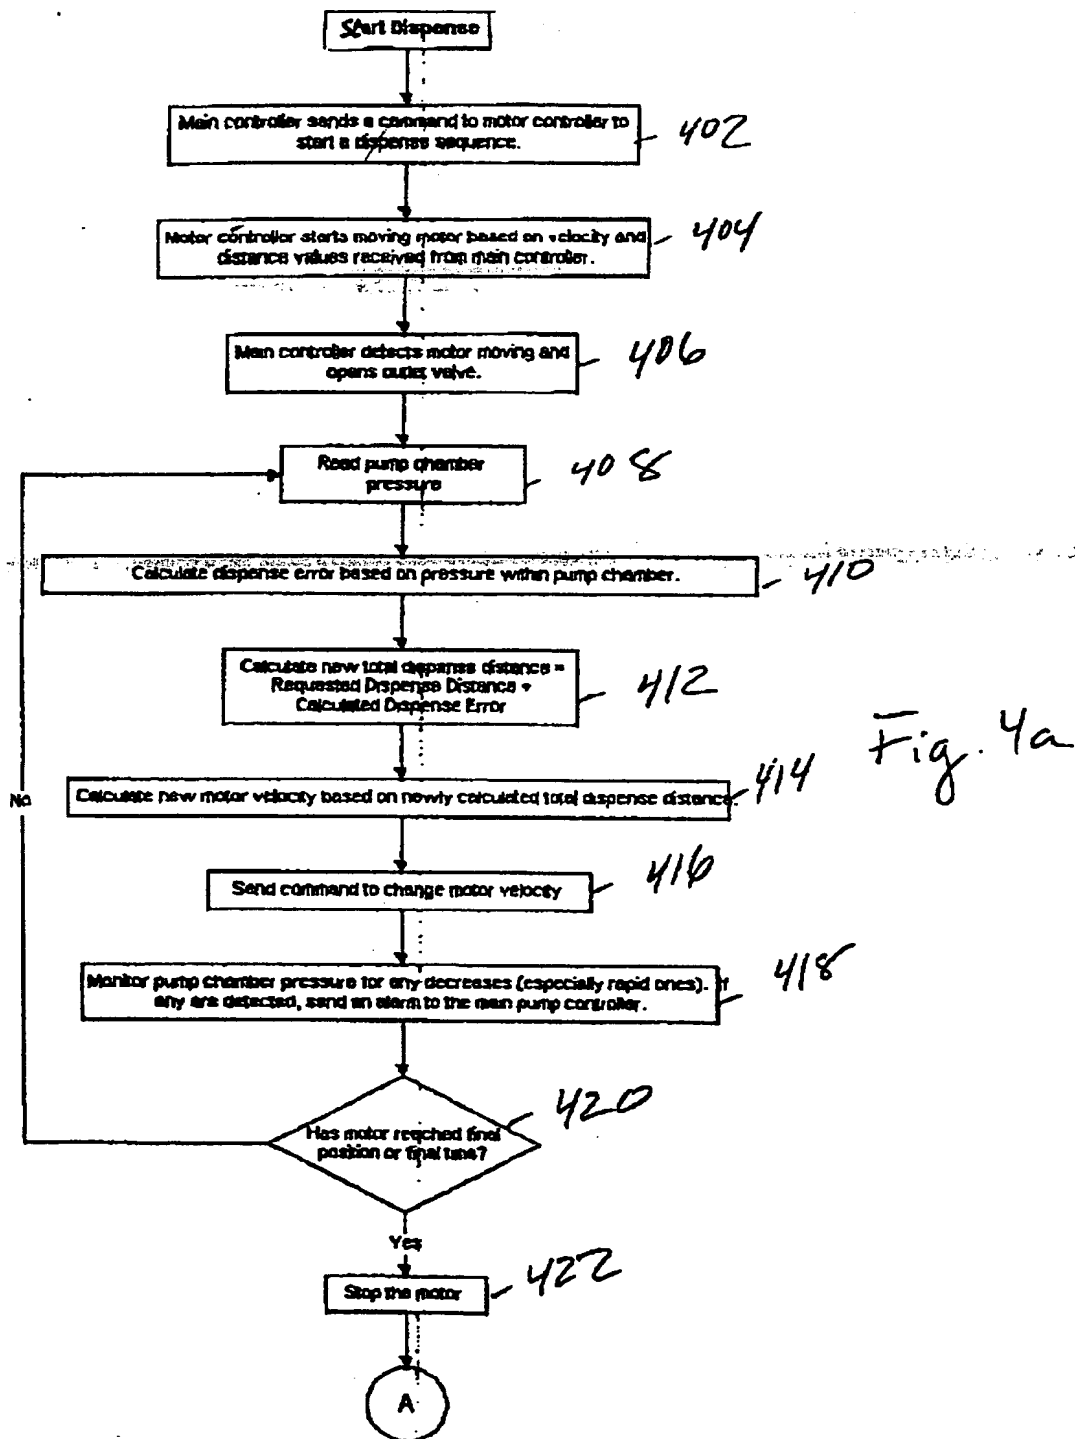 Start Dispense
Main controller sends a command to motor controller to
start a dispense sequence.
402
Motor controller starts moving motor based on velocity and
distance values received from main controller.
404
Main controller detects motor moving and
opens outlet valve.
406
Read pump chamber
pressure
408
Calculate dispense error based on pressure within pump chamber.
410
Calculate new total dispense distance =
Requested Dispense Distance +
Calculated Dispense Error
412
Fig. 4a
Calculate new motor velocity based on newly calculated total dispense distance.
414
No
Send command to change motor velocity
416
Monitor pump chamber pressure for any decreases (especially rapid ones). If
any are detected, send an alarm to the main pump controller.
418
Has motor reached final
position or final time?
420
Yes
Stop the motor
422
A